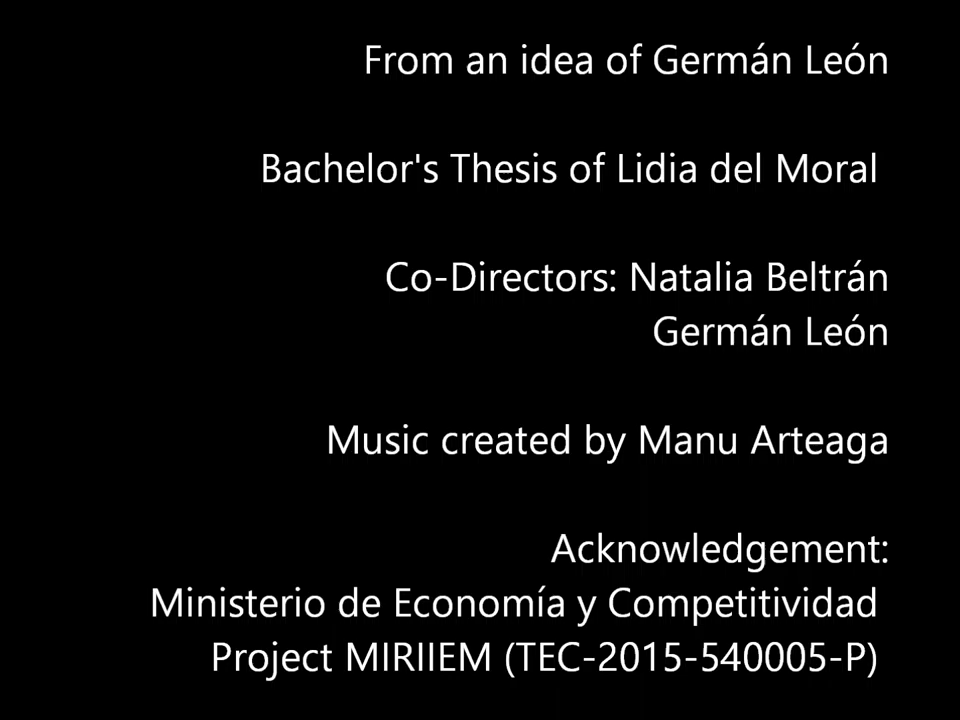 From an idea of Germán León
Bachelor's Thesis of Lidia del Moral
Co-Directors: Natalia Beltrán
Germán León
Music created by Manu Arteaga
Acknowledgement:
Ministerio de Economía y Competitividad
Project MIRIIEM (TEC-2015-540005-P)